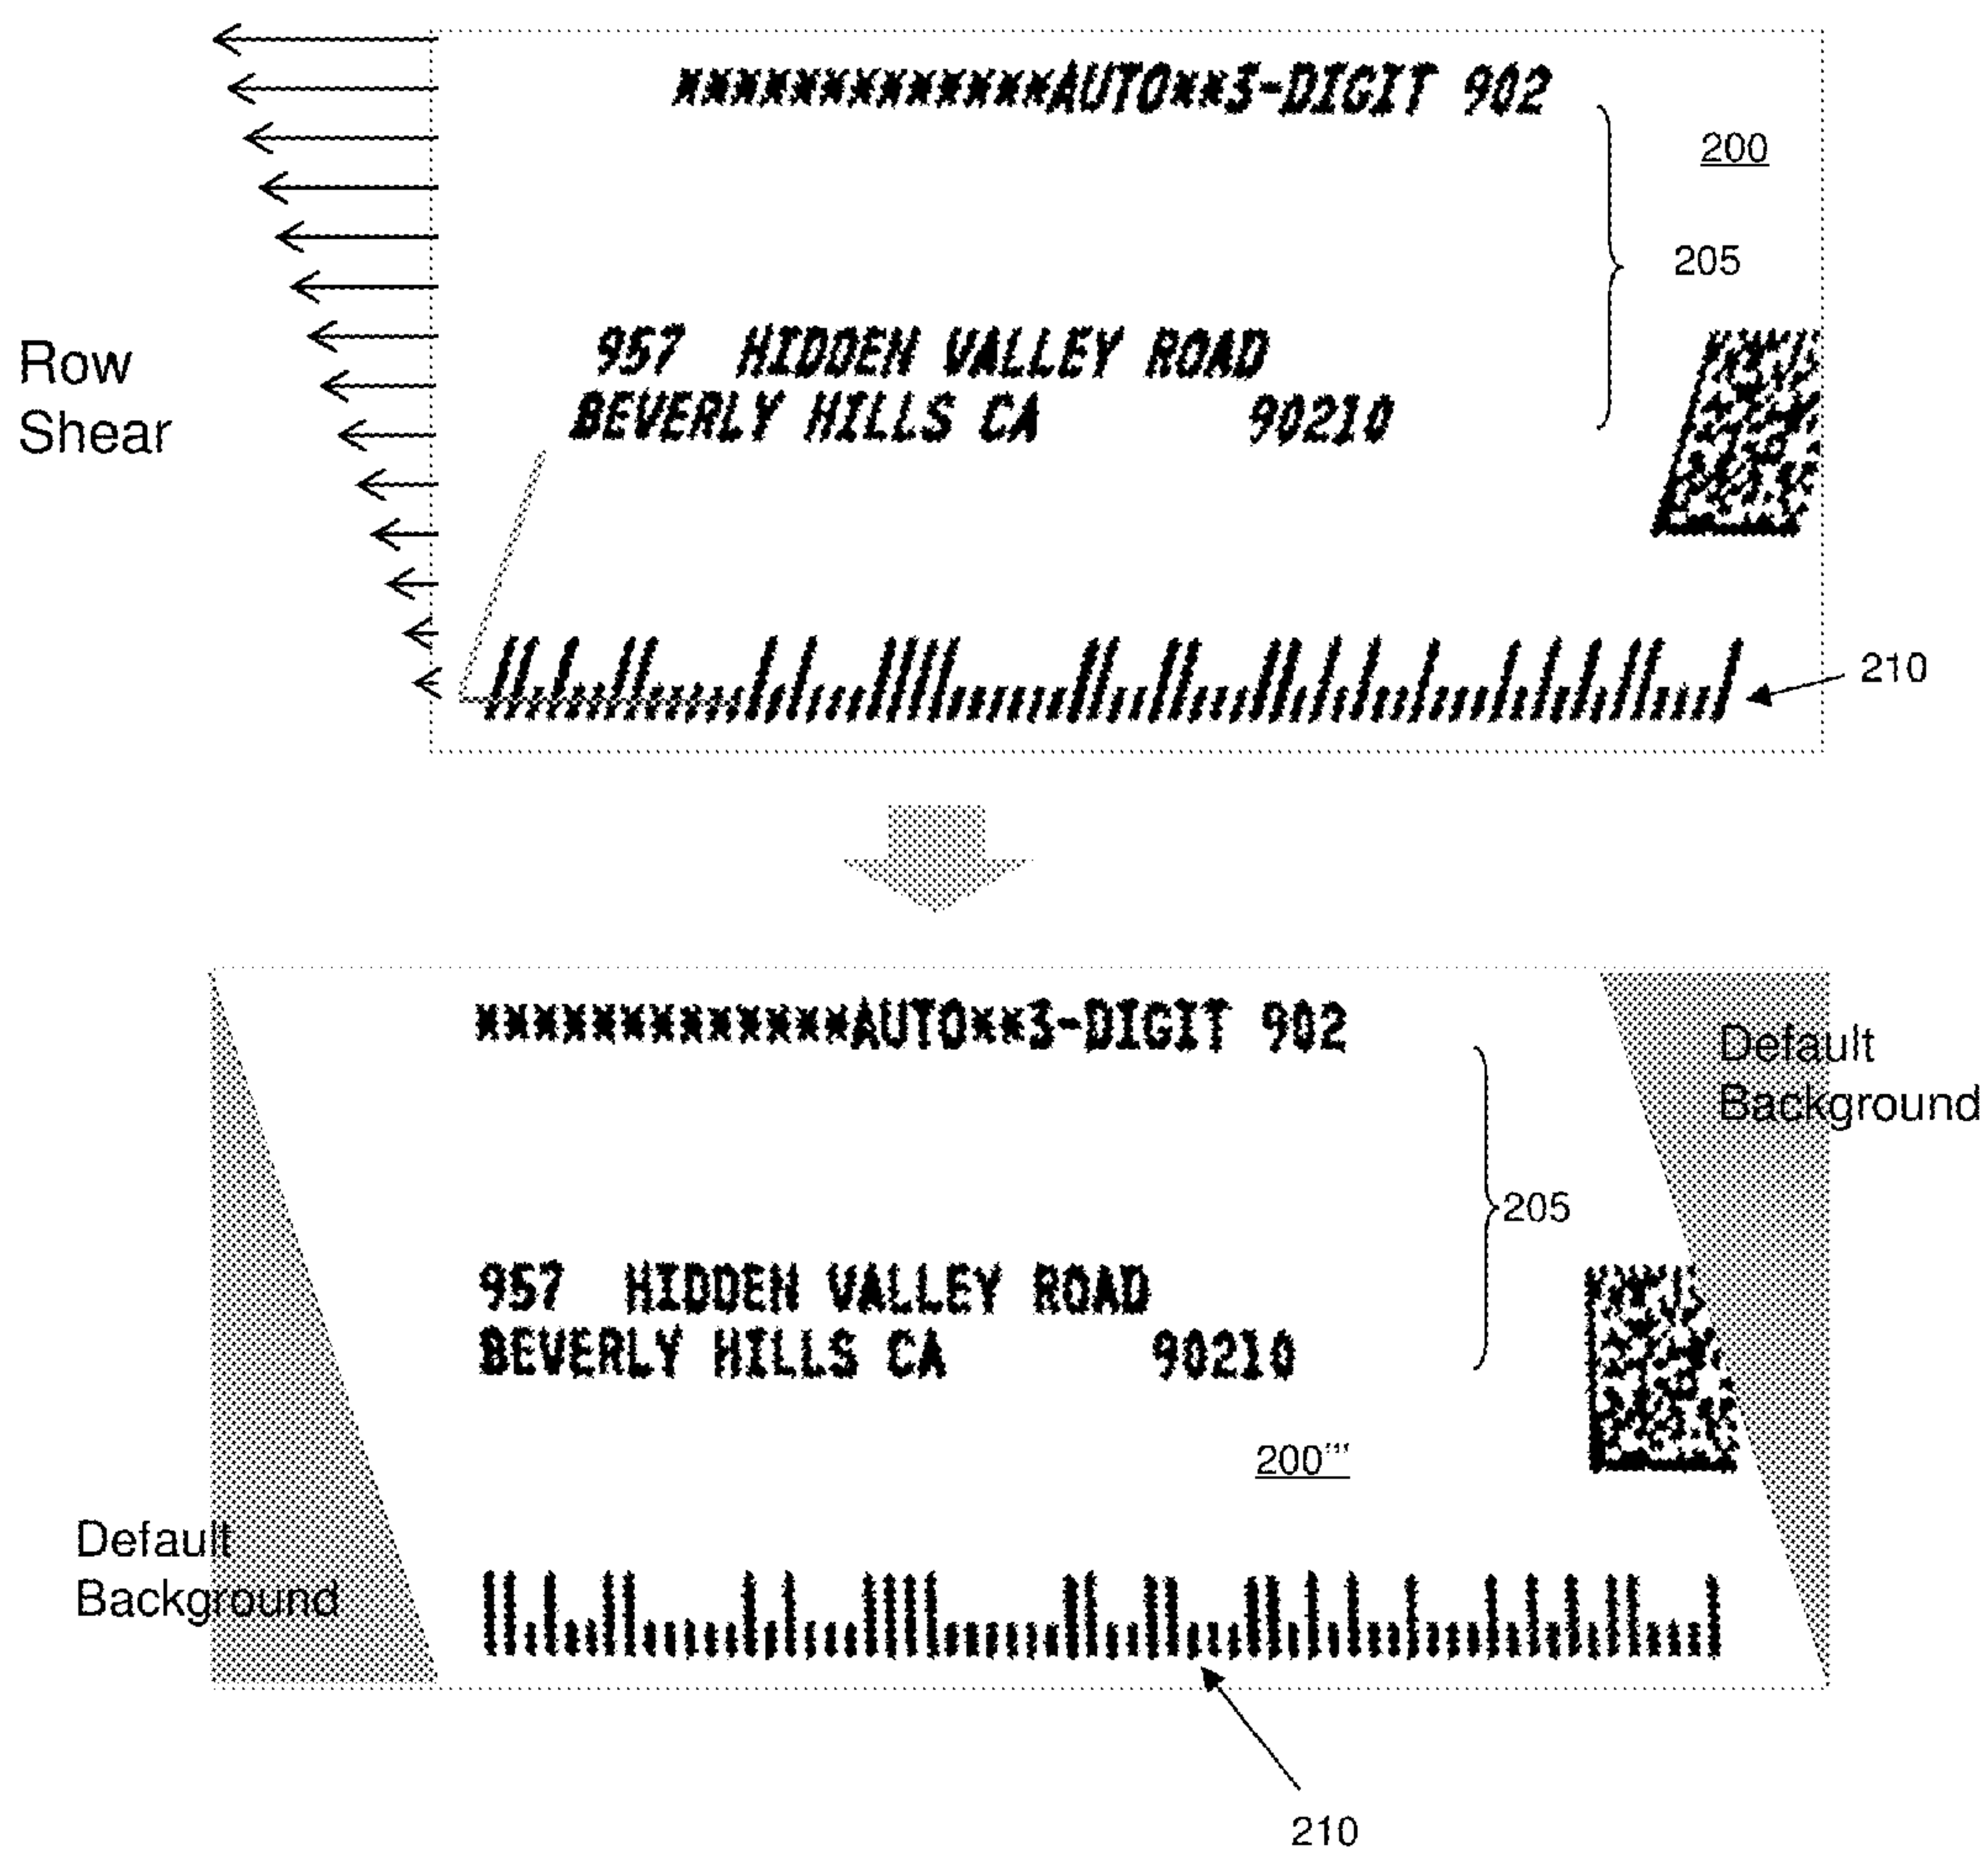 *************AUTO**3-DIGIT 902
200
205
Row
Shear
957 HIDDEN VALLEY ROAD
BEVERLY HILLS CA 90210
210
*************AUTO**3-DIGIT 902
Default
Background
205
957 HIDDEN VALLEY ROAD
BEVERLY HILLS CA 90210
200'''
Default
Background
210